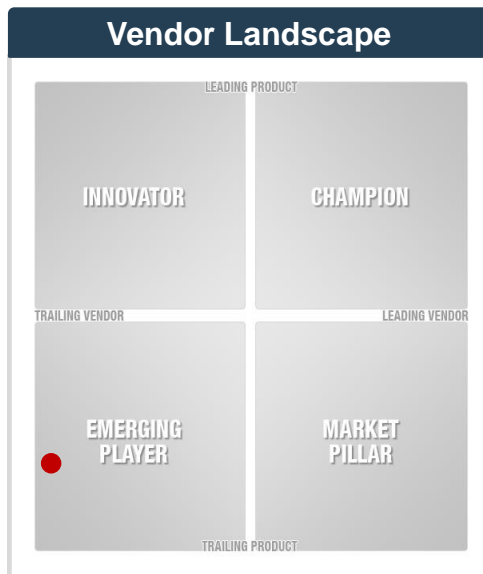 Vendor Landscape
LEADING PRODUCT
INNOVATOR
CHAMPION
TRAILING VENDOR
LEADING VENDOR
EMERGING
PLAYER
MARKET
PILLAR
TRAILING PRODUCT